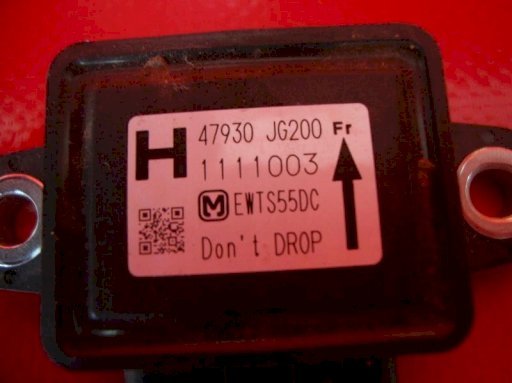 H 47930 JG200 Fr
1111003
M EWTS55DC
Don't DROP